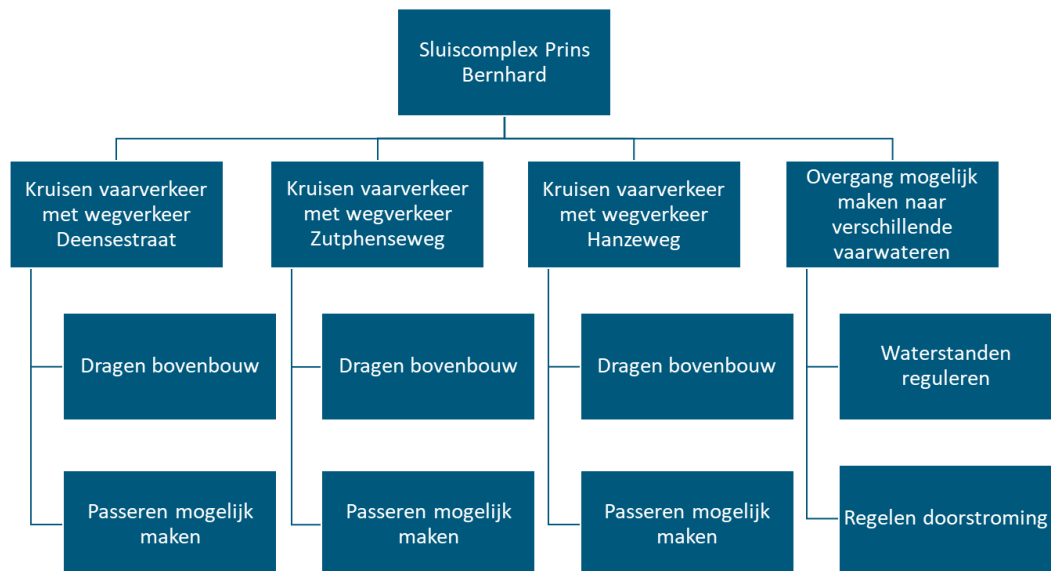 Sluiscomplex Prins
Bernhard
Kruisen vaarverkeer
met wegverkeer
Deensestraat
Kruisen vaarverkeer
met wegverkeer
Zutphenseweg
Kruisen vaarverkeer
met wegverkeer
Hanzeweg
Overgang mogelijk
maken naar
verschillende
vaarwateren
Dragen bovenbouw
Dragen bovenbouw
Dragen bovenbouw
Waterstanden
reguleren
Passeren mogelijk
maken
Passeren mogelijk
maken
Passeren mogelijk
maken
Regelen doorstroming